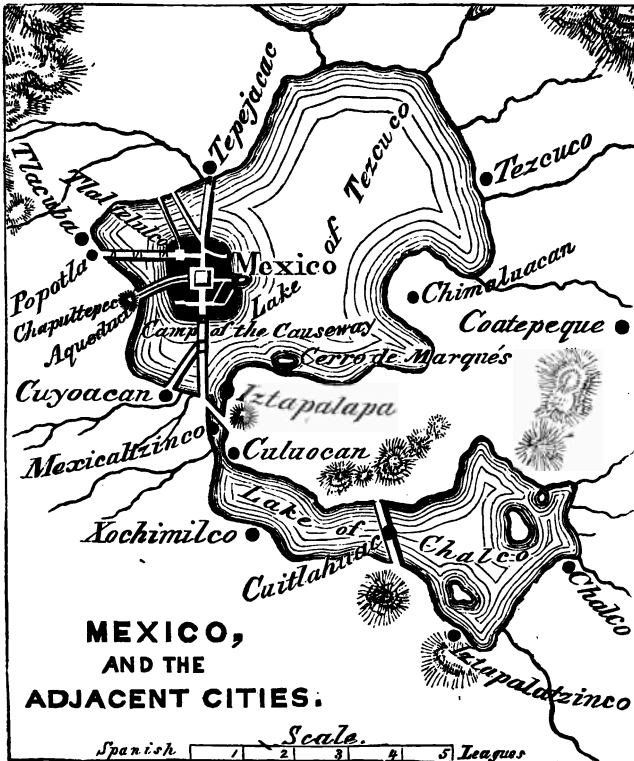 Tepejacac
Tlacuba
Tlaltelulco
Lake of Tezcuco
Tezcuco
Popotla
Mexico
Chimaluacan
Chapultepec
Aqueduct
Camp of the Causeway
Coatepeque
Cerro de Marqués
Cuyoacan
Iztapalapa
Mexicaltzinco
Culuocan
Lake of Chalco
Xochimilco
Cuitlahuac
Chalco
Iztapalatzinco
MEXICO,
AND THE
ADJACENT CITIES.
Scale.
Spanish 1 2 3 4 5 Leagues